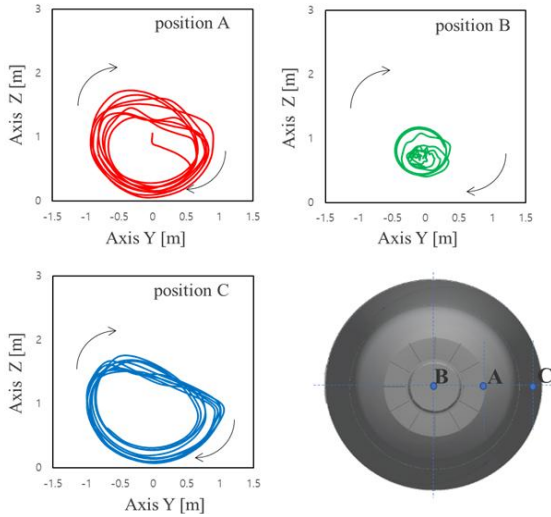 position A
3
2
1
0
-1.5
-1
-0.5
0
0.5
1
1.5
Axis Z [m]
Axis Y [m]
position B
3
2
1
0
-1.5
-1
-0.5
0
0.5
1
1.5
Axis Z [m]
Axis Y [m]
position C
3
2
1
0
-1.5
-1
-0.5
0
0.5
1
1.5
Axis Z [m]
Axis Y [m]
B
A
C